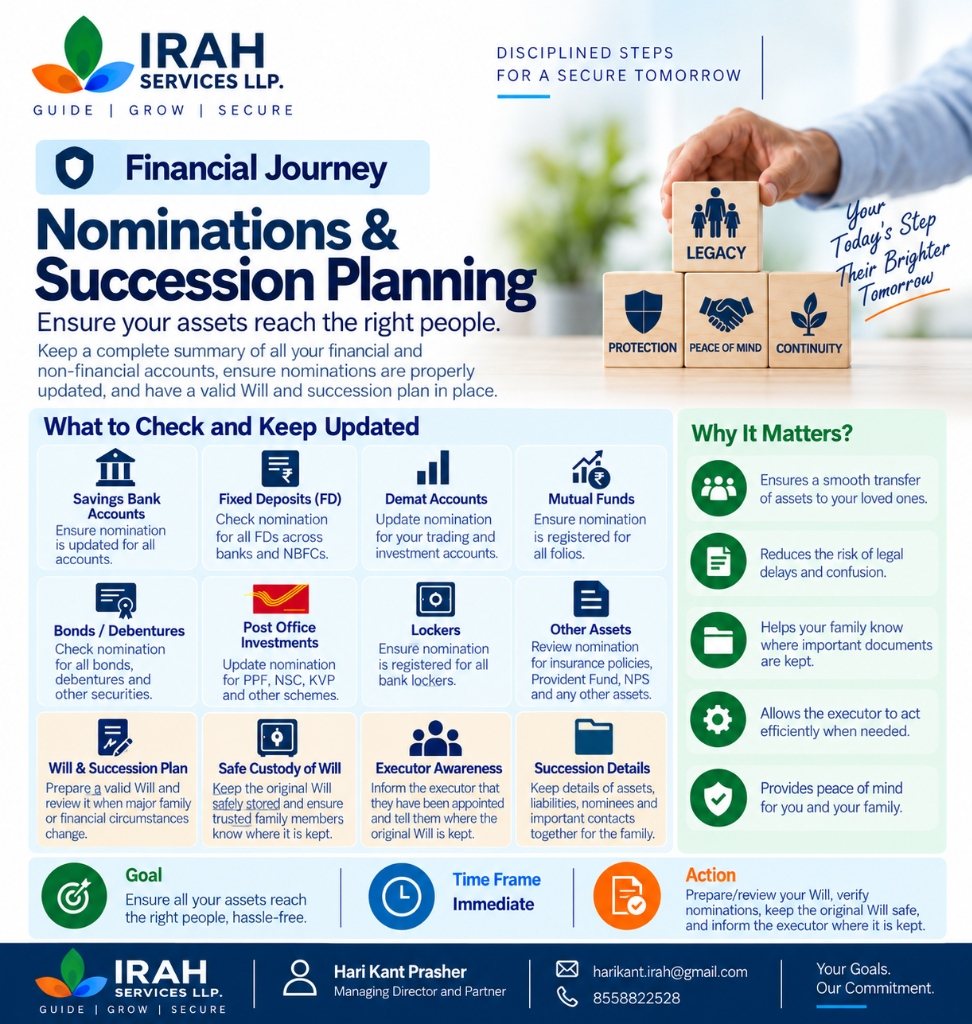 IRAH
SERVICES LLP.
GUIDE | GROW | SECURE
DISCIPLINED STEPS
FOR A SECURE TOMORROW
Financial Journey
Nominations &
Succession Planning
Ensure your assets reach the right people.
Keep a complete summary of all your financial and
non-financial accounts, ensure nominations are properly
updated, and have a valid Will and succession plan in place.
LEGACY
PROTECTION
PEACE OF MIND
CONTINUITY
Your
Today's Step
Their Brighter
Tomorrow
What to Check and Keep Updated
Savings Bank
Accounts
Ensure nomination
is updated for all
accounts.
Fixed Deposits (FD)
Check nomination
for all FDs across
banks and NBFCs.
Demat Accounts
Update nomination
for your trading and
investment accounts.
Mutual Funds
Ensure nomination
is registered for
all folios.
Bonds / Debentures
Check nomination
for all bonds,
debentures and
other securities.
Post Office
Investments
Update nomination
for PPF, NSC, KVP
and other schemes.
Lockers
Ensure nomination
is registered for all
bank lockers.
Other Assets
Review nomination
for insurance policies,
Provident Fund, NPS
and any other assets.
Will & Succession Plan
Prepare a valid Will and
review it when major family
or financial circumstances
change.
Safe Custody of Will
Keep the original Will
safely stored and ensure
trusted family members
know where it is kept.
Executor Awareness
Inform the executor that
they have been appointed
and tell them where the
original Will is kept.
Succession Details
Keep details of assets,
liabilities, nominees and
important contacts
together for the family.
Why It Matters?
Ensures a smooth transfer
of assets to your loved ones.
Reduces the risk of legal
delays and confusion.
Helps your family know
where important documents
are kept.
Allows the executor to act
efficiently when needed.
Provides peace of mind
for you and your family.
Goal
Ensure all your assets reach
the right people, hassle-free.
Time Frame
Immediate
Action
Prepare/review your Will, verify
nominations, keep the original Will safe,
and inform the executor where it is kept.
IRAH
SERVICES LLP.
GUIDE | GROW | SECURE
Hari Kant Prasher
Managing Director and Partner
harikant.irah@gmail.com
8558822528
Your Goals.
Our Commitment.